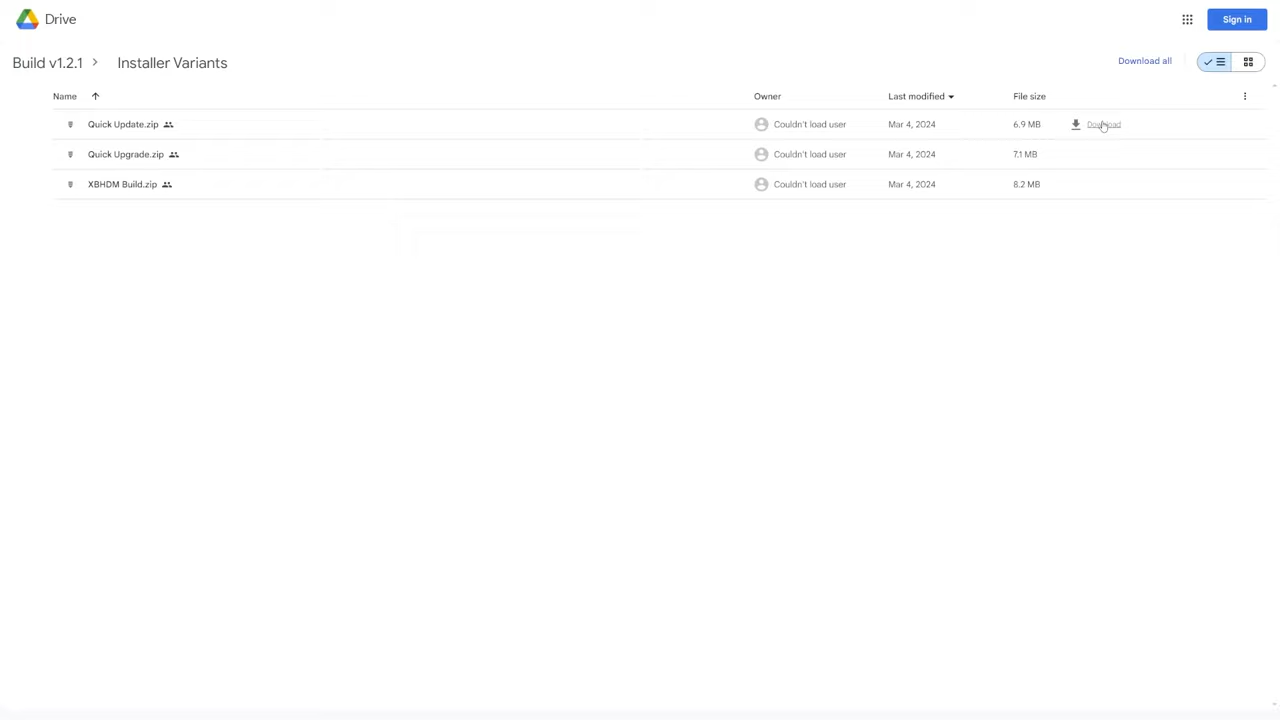 Drive
Sign in
Build v1.2.1 > Installer Variants
Download all
Name Owner Last modified File size
Quick Update.zip Couldn't load user Mar 4, 2024 6.9 MB Download
Quick Upgrade.zip Couldn't load user Mar 4, 2024 7.1 MB
XBHDM Build.zip Couldn't load user Mar 4, 2024 8.2 MB